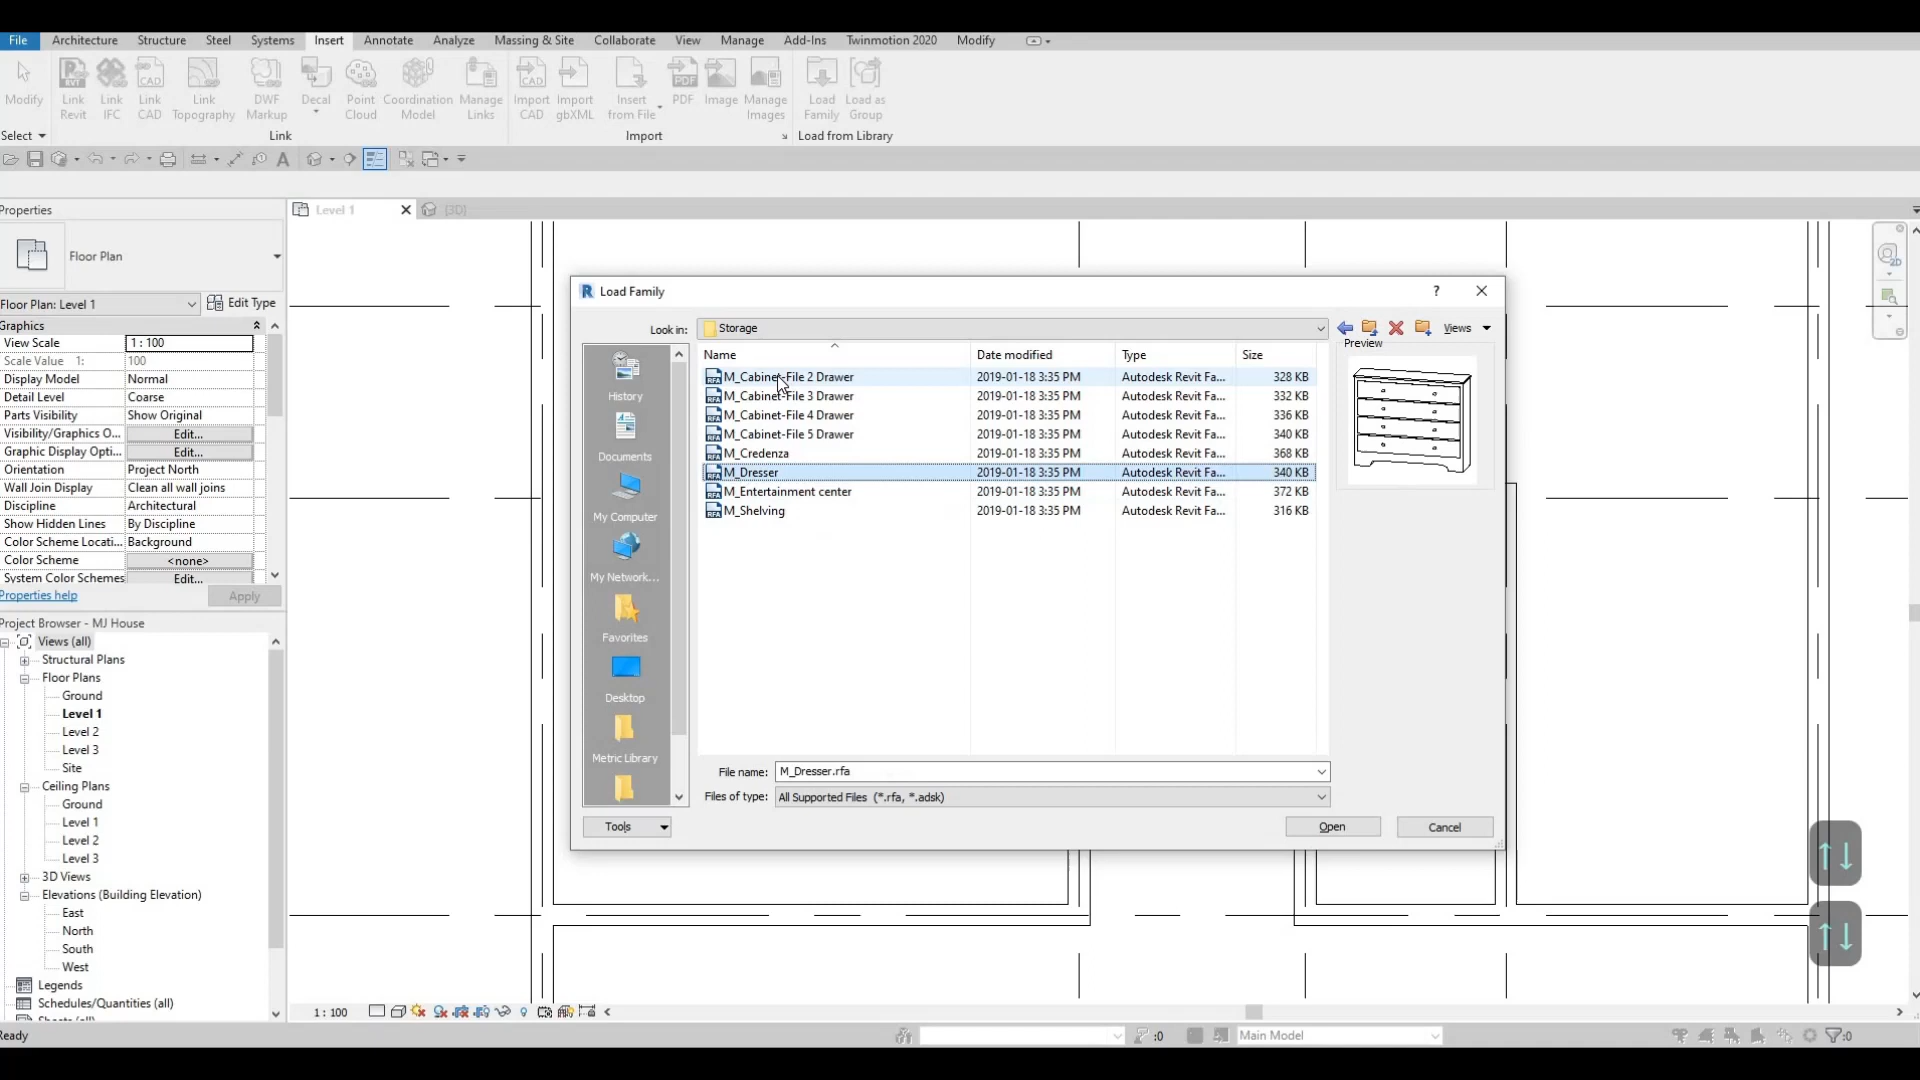 File Architecture Structure Steel Systems Insert Annotate Analyze Massing & Site Collaborate View Manage Add-Ins Twinmotion 2020 Modify
Modify
Link Revit
Link IFC
Link CAD
Link Topography
DWF Markup
Decal
Point Cloud
Coordination Model
Manage Links
Import CAD
Import gbXML
Insert from File
PDF
Image
Manage Images
Load Family
Load as Group
Select
Link
Import
Load from Library
Properties
Level 1
{3D}
Floor Plan
Floor Plan: Level 1
Edit Type
Graphics
View Scale 1 : 100
Scale Value 1: 100
Display Model Normal
Detail Level Coarse
Parts Visibility Show Original
Visibility/Graphics O... Edit...
Graphic Display Opti... Edit...
Orientation Project North
Wall Join Display Clean all wall joins
Discipline Architectural
Show Hidden Lines By Discipline
Color Scheme Locati... Background
Color Scheme <none>
System Color Schemes Edit...
Properties help
Apply
Project Browser - MJ House
Views (all)
Structural Plans
Floor Plans
Ground
Level 1
Level 2
Level 3
Site
Ceiling Plans
Ground
Level 1
Level 2
Level 3
3D Views
Elevations (Building Elevation)
East
North
South
West
Legends
Schedules/Quantities (all)
Sheets (all)
Load Family
Look in: Storage
Views
Preview
Name Date modified Type Size
M_Cabinet-File 2 Drawer 2019-01-18 3:35 PM Autodesk Revit Fa... 328 KB
M_Cabinet-File 3 Drawer 2019-01-18 3:35 PM Autodesk Revit Fa... 332 KB
M_Cabinet-File 4 Drawer 2019-01-18 3:35 PM Autodesk Revit Fa... 336 KB
M_Cabinet-File 5 Drawer 2019-01-18 3:35 PM Autodesk Revit Fa... 340 KB
M_Credenza 2019-01-18 3:35 PM Autodesk Revit Fa... 368 KB
M_Dresser 2019-01-18 3:35 PM Autodesk Revit Fa... 340 KB
M_Entertainment center 2019-01-18 3:35 PM Autodesk Revit Fa... 372 KB
M_Shelving 2019-01-18 3:35 PM Autodesk Revit Fa... 316 KB
History
Documents
My Computer
My Network...
Favorites
Desktop
Metric Library
File name: M_Dresser.rfa
Files of type: All Supported Files (*.rfa, *.adsk)
Tools
Open
Cancel
1 : 100
Ready
:0
Main Model
:0